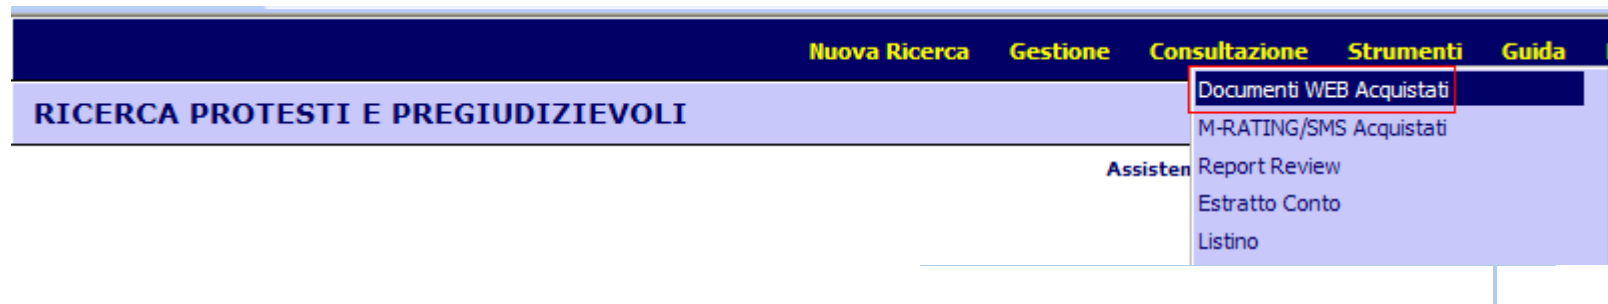 Nuova Ricerca Gestione Consultazione Strumenti Guida
Documenti WEB Acquistati
RICERCA PROTESTI E PREGIUDIZIEVOLI
M-RATING/SMS Acquistati
Report Review
Estratto Conto
Listino